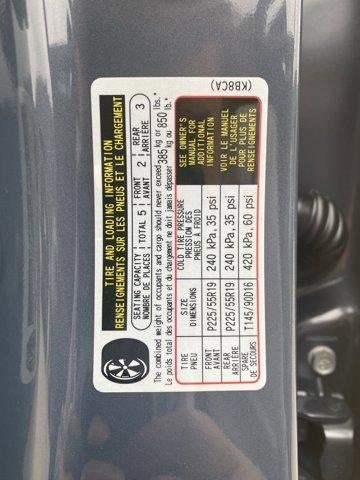 TIRE AND LOADING INFORMATION
RENSEIGNEMENTS SUR LES PNEUS ET LE CHARGEMENT
SEATING CAPACITY
NOMBRE DE PLACES
TOTAL 5
FRONT
AVANT
2
REAR
ARRIÈRE
3
The combined weight of occupants and cargo should never exceed 385 kg or 850 lbs.
Le poids total des occupants et du chargement ne doit jamais dépasser 385 kg ou 850 lb.
TIRE
PNEU
SIZE
DIMENSIONS
COLD TIRE PRESSURE
PRESSION DES
PNEUS À FROID
FRONT
AVANT
P225/55R19
240 kPa, 35 psi
REAR
ARRIÈRE
P225/55R19
240 kPa, 35 psi
SPARE
DE SECOURS
T145/90D16
420 kPa, 60 psi
SEE OWNER'S
MANUAL FOR
ADDITIONAL
INFORMATION
VOIR LE MANUEL
DE L'USAGER
POUR PLUS DE
RENSEIGNEMENTS
(KB8CA)